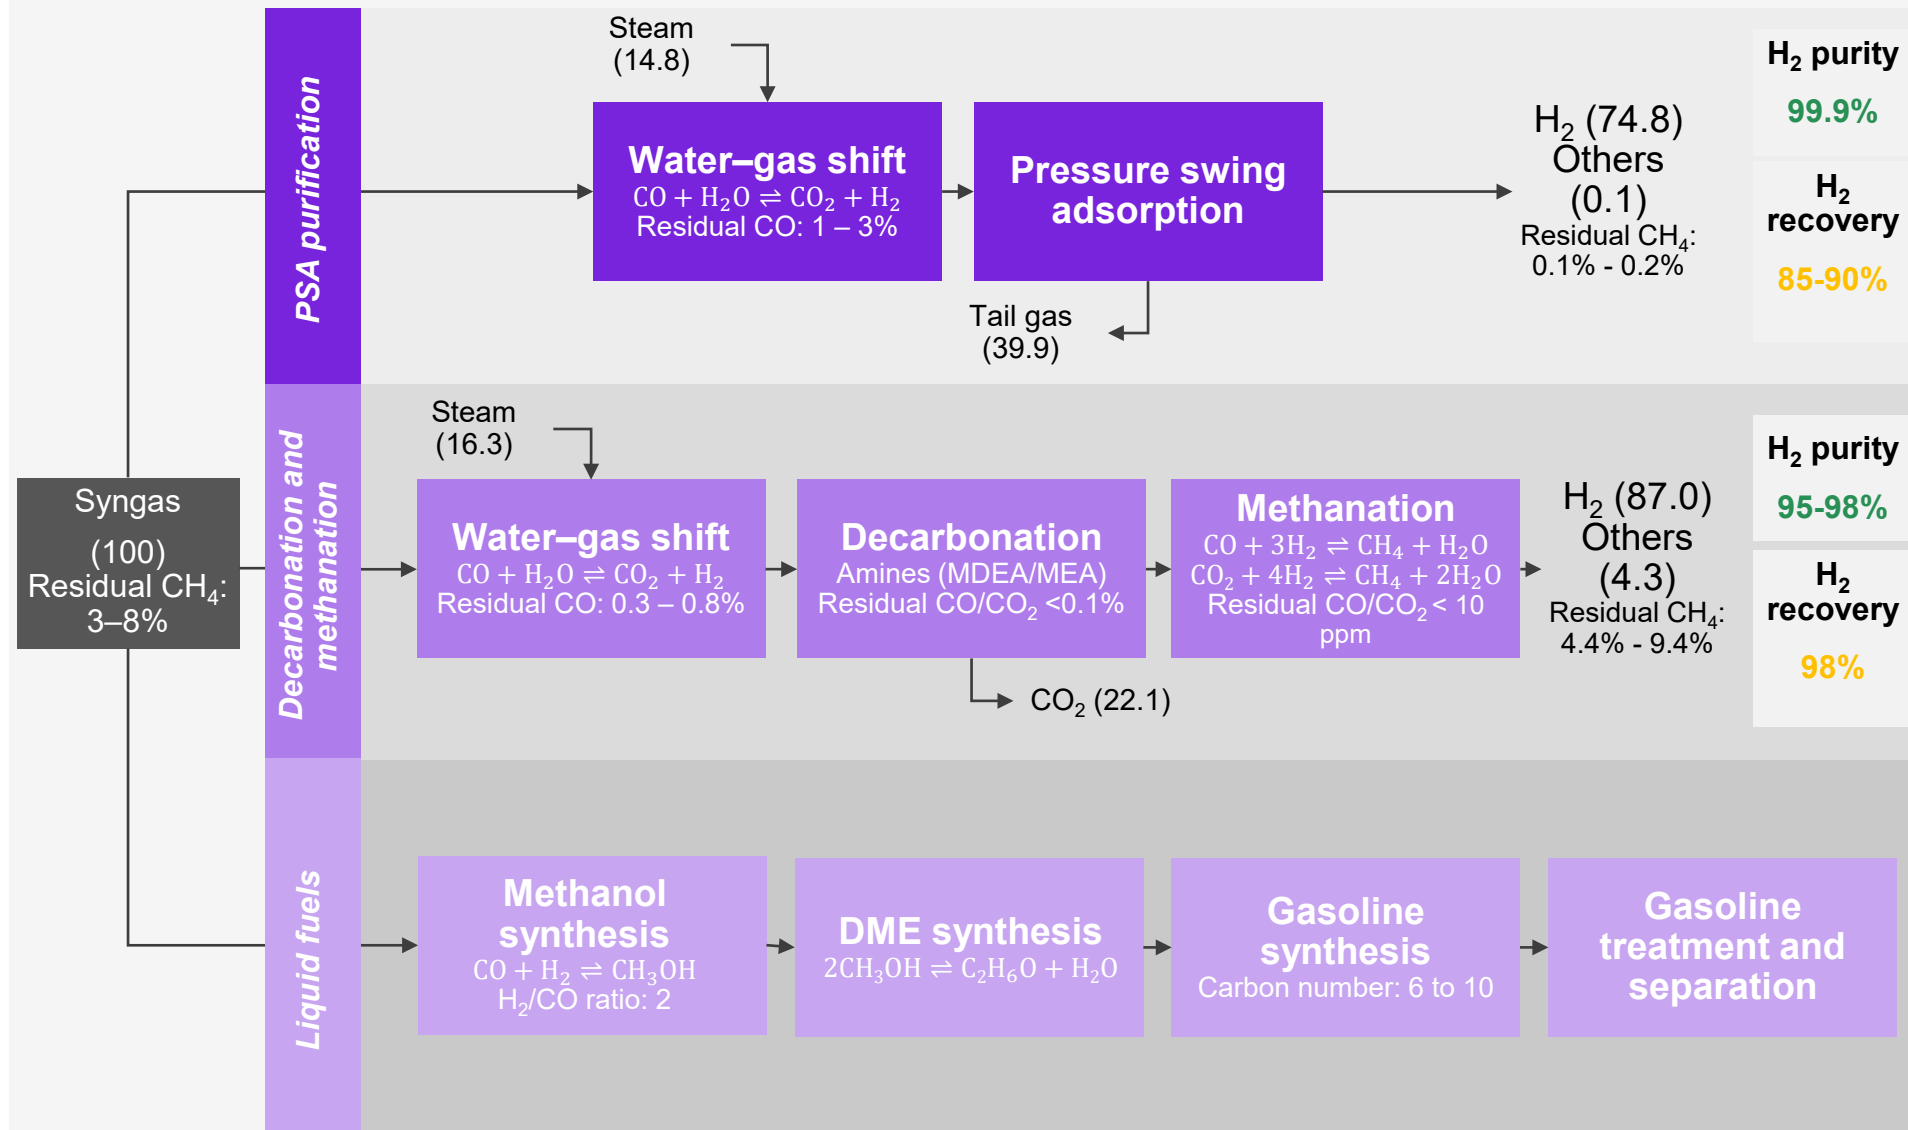 Syngas
(100)
Residual CH₄:
3–8%
PSA purification
Steam
(14.8)
Water–gas shift
CO + H₂O ⇌ CO₂ + H₂
Residual CO: 1 – 3%
Pressure swing
adsorption
Tail gas
(39.9)
H₂ (74.8)
Others
(0.1)
Residual CH₄:
0.1% - 0.2%
H₂ purity
99.9%
H₂
recovery
85-90%
Decarbonation and
methanation
Steam
(16.3)
Water–gas shift
CO + H₂O ⇌ CO₂ + H₂
Residual CO: 0.3 – 0.8%
Decarbonation
Amines (MDEA/MEA)
Residual CO/CO₂ <0.1%
CO₂ (22.1)
Methanation
CO + 3H₂ ⇌ CH₄ + H₂O
CO₂ + 4H₂ ⇌ CH₄ + 2H₂O
Residual CO/CO₂ < 10
ppm
H₂ (87.0)
Others
(4.3)
Residual CH₄:
4.4% - 9.4%
H₂ purity
95-98%
H₂
recovery
98%
Liquid fuels
Methanol
synthesis
CO + H₂ ⇌ CH₃OH
H₂/CO ratio: 2
DME synthesis
2CH₃OH ⇌ C₂H₆O + H₂O
Gasoline
synthesis
Carbon number: 6 to 10
Gasoline
treatment and
separation